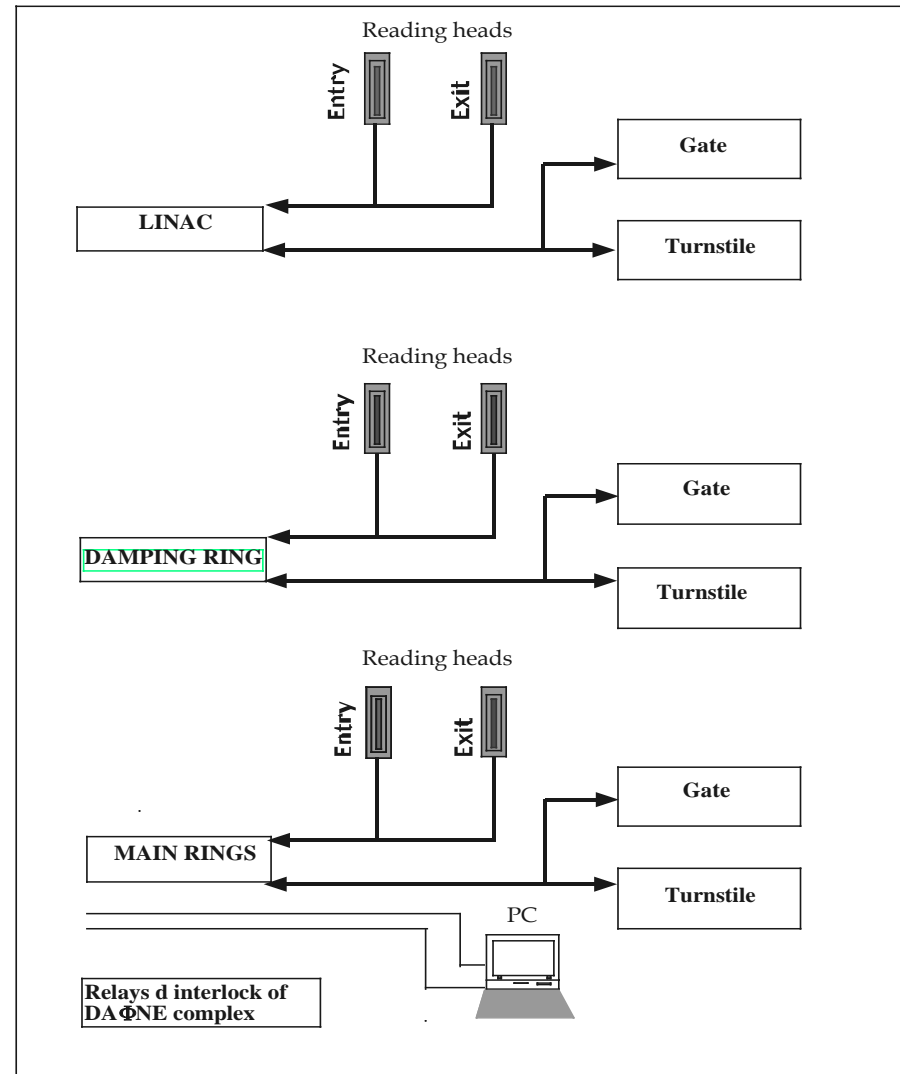 Reading heads
Entry
Exit
Gate
LINAC
Turnstile
Reading heads
Entry
Exit
Gate
DAMPING RING
Turnstile
Reading heads
Entry
Exit
Gate
MAIN RINGS
Turnstile
PC
Relays d interlock of
DAΦNE complex